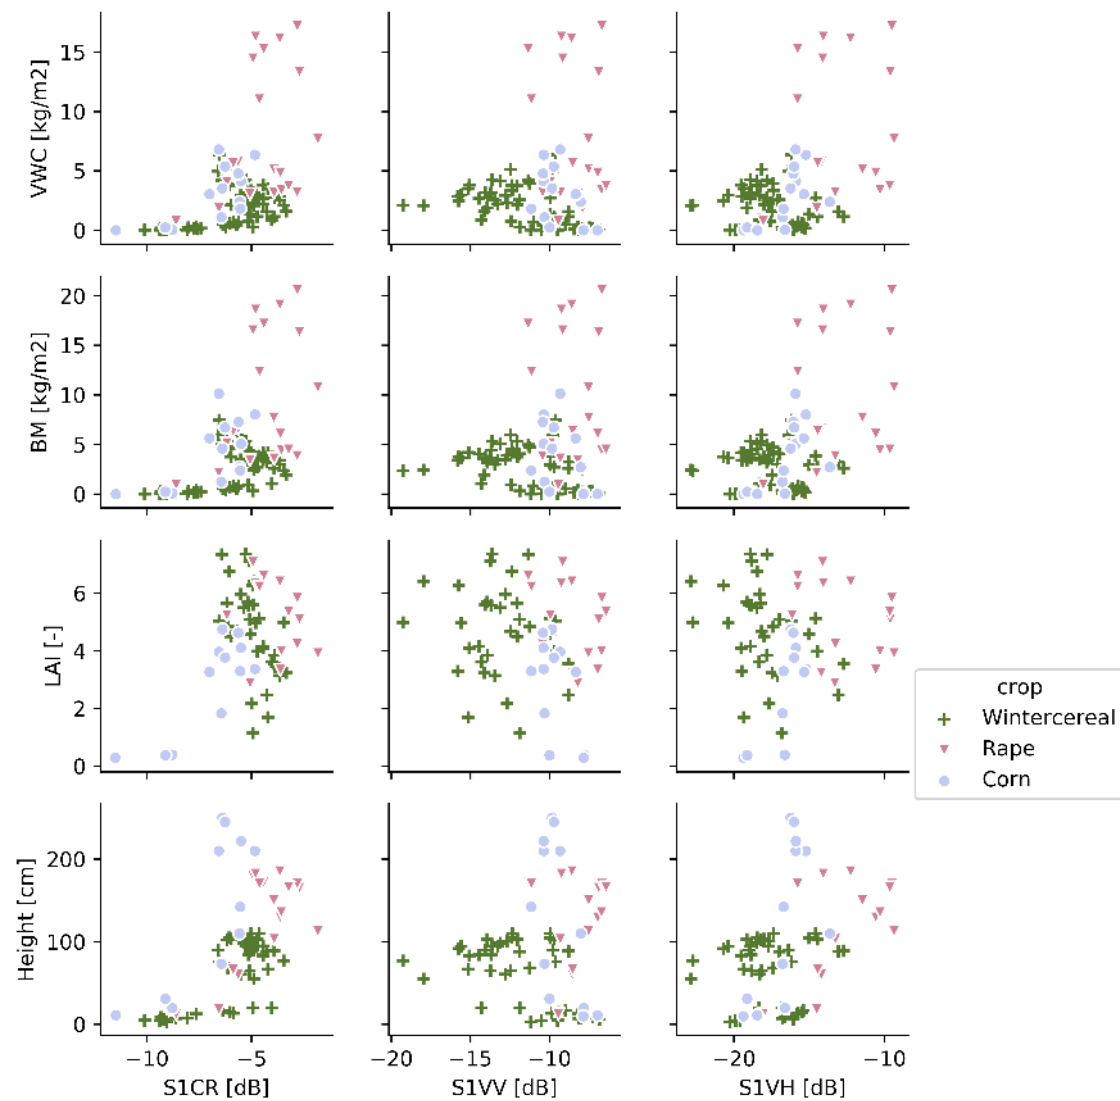 VWC [kg/m2]
15
10
5
0
BM [kg/m2]
20
15
10
5
0
LAI [-]
6
4
2
0
crop
Wintercereal
Rape
Corn
Height [cm]
200
100
0
−10 −5 −20 −15 −10 −20 −10
S1CR [dB] S1VV [dB] S1VH [dB]